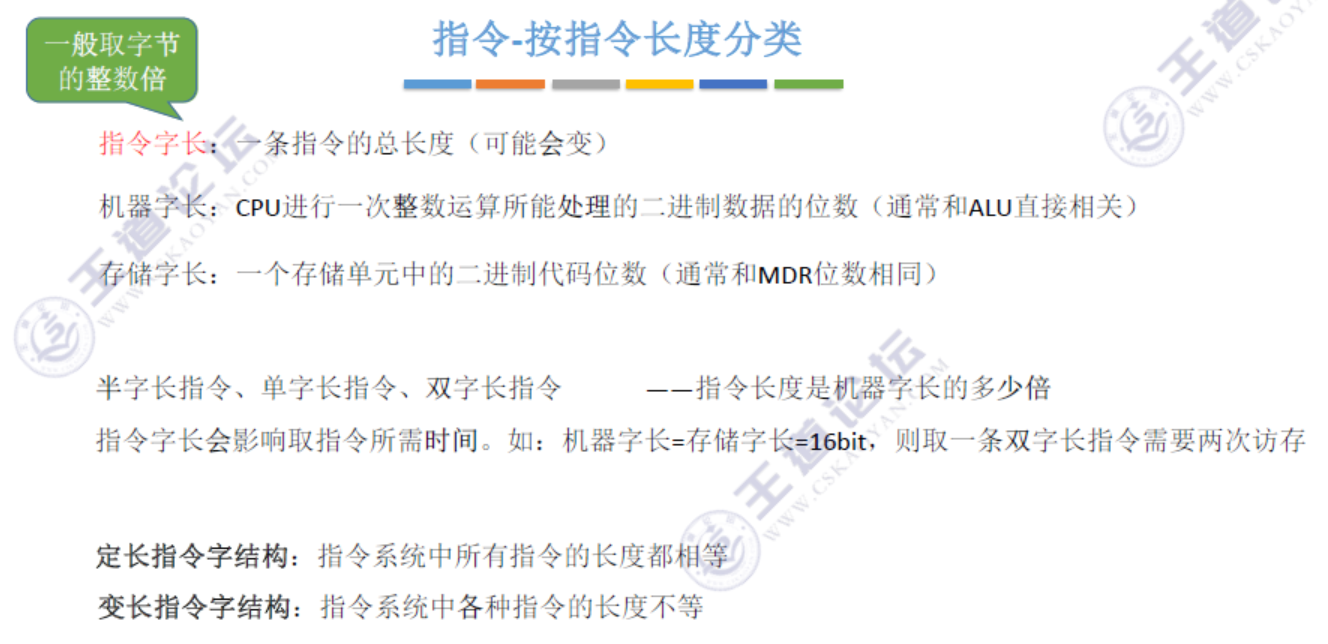 一般取字节
的整数倍
指令-按指令长度分类
指令字长：一条指令的总长度（可能会变）
机器字长：CPU进行一次整数运算所能处理的二进制数据的位数（通常和ALU直接相关）
存储字长：一个存储单元中的二进制代码位数（通常和MDR位数相同）
半字长指令、单字长指令、双字长指令 ——指令长度是机器字长的多少倍
指令字长会影响取指令所需时间。如：机器字长=存储字长=16bit，则取一条双字长指令需要两次访存
定长指令字结构：指令系统中所有指令的长度都相等
变长指令字结构：指令系统中各种指令的长度不等
王道论坛
WWW.CSKAOYAN.COM
王道论坛
WWW.CSKAOYAN.COM
王道
WWW.CSKAOYA